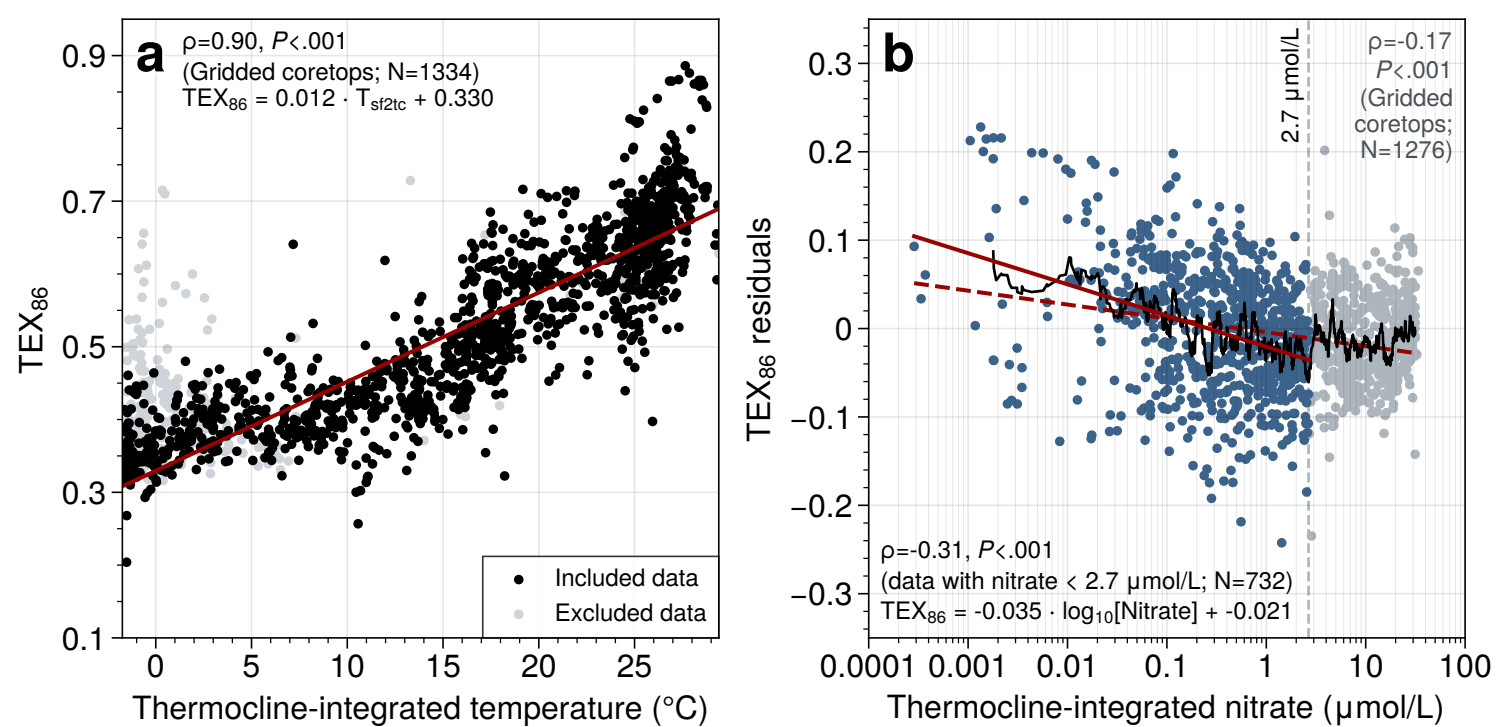 a
ρ=0.90, P<.001
(Gridded coretops; N=1334)
TEX86 = 0.012 · Tsf2tc + 0.330
0.9
0.7
0.5
0.3
0.1
TEX86
Included data
Excluded data
0 5 10 15 20 25
Thermocline-integrated temperature (°C)
b
2.7 μmol/L
ρ=-0.17
P<.001
(Gridded
coretops;
N=1276)
0.3
0.2
0.1
0
−0.1
−0.2
−0.3
TEX86 residuals
ρ=-0.31, P<.001
(data with nitrate < 2.7 μmol/L; N=732)
TEX86 = -0.035 · log10[Nitrate] + -0.021
0.0001 0.001 0.01 0.1 1 10 100
Thermocline-integrated nitrate (μmol/L)